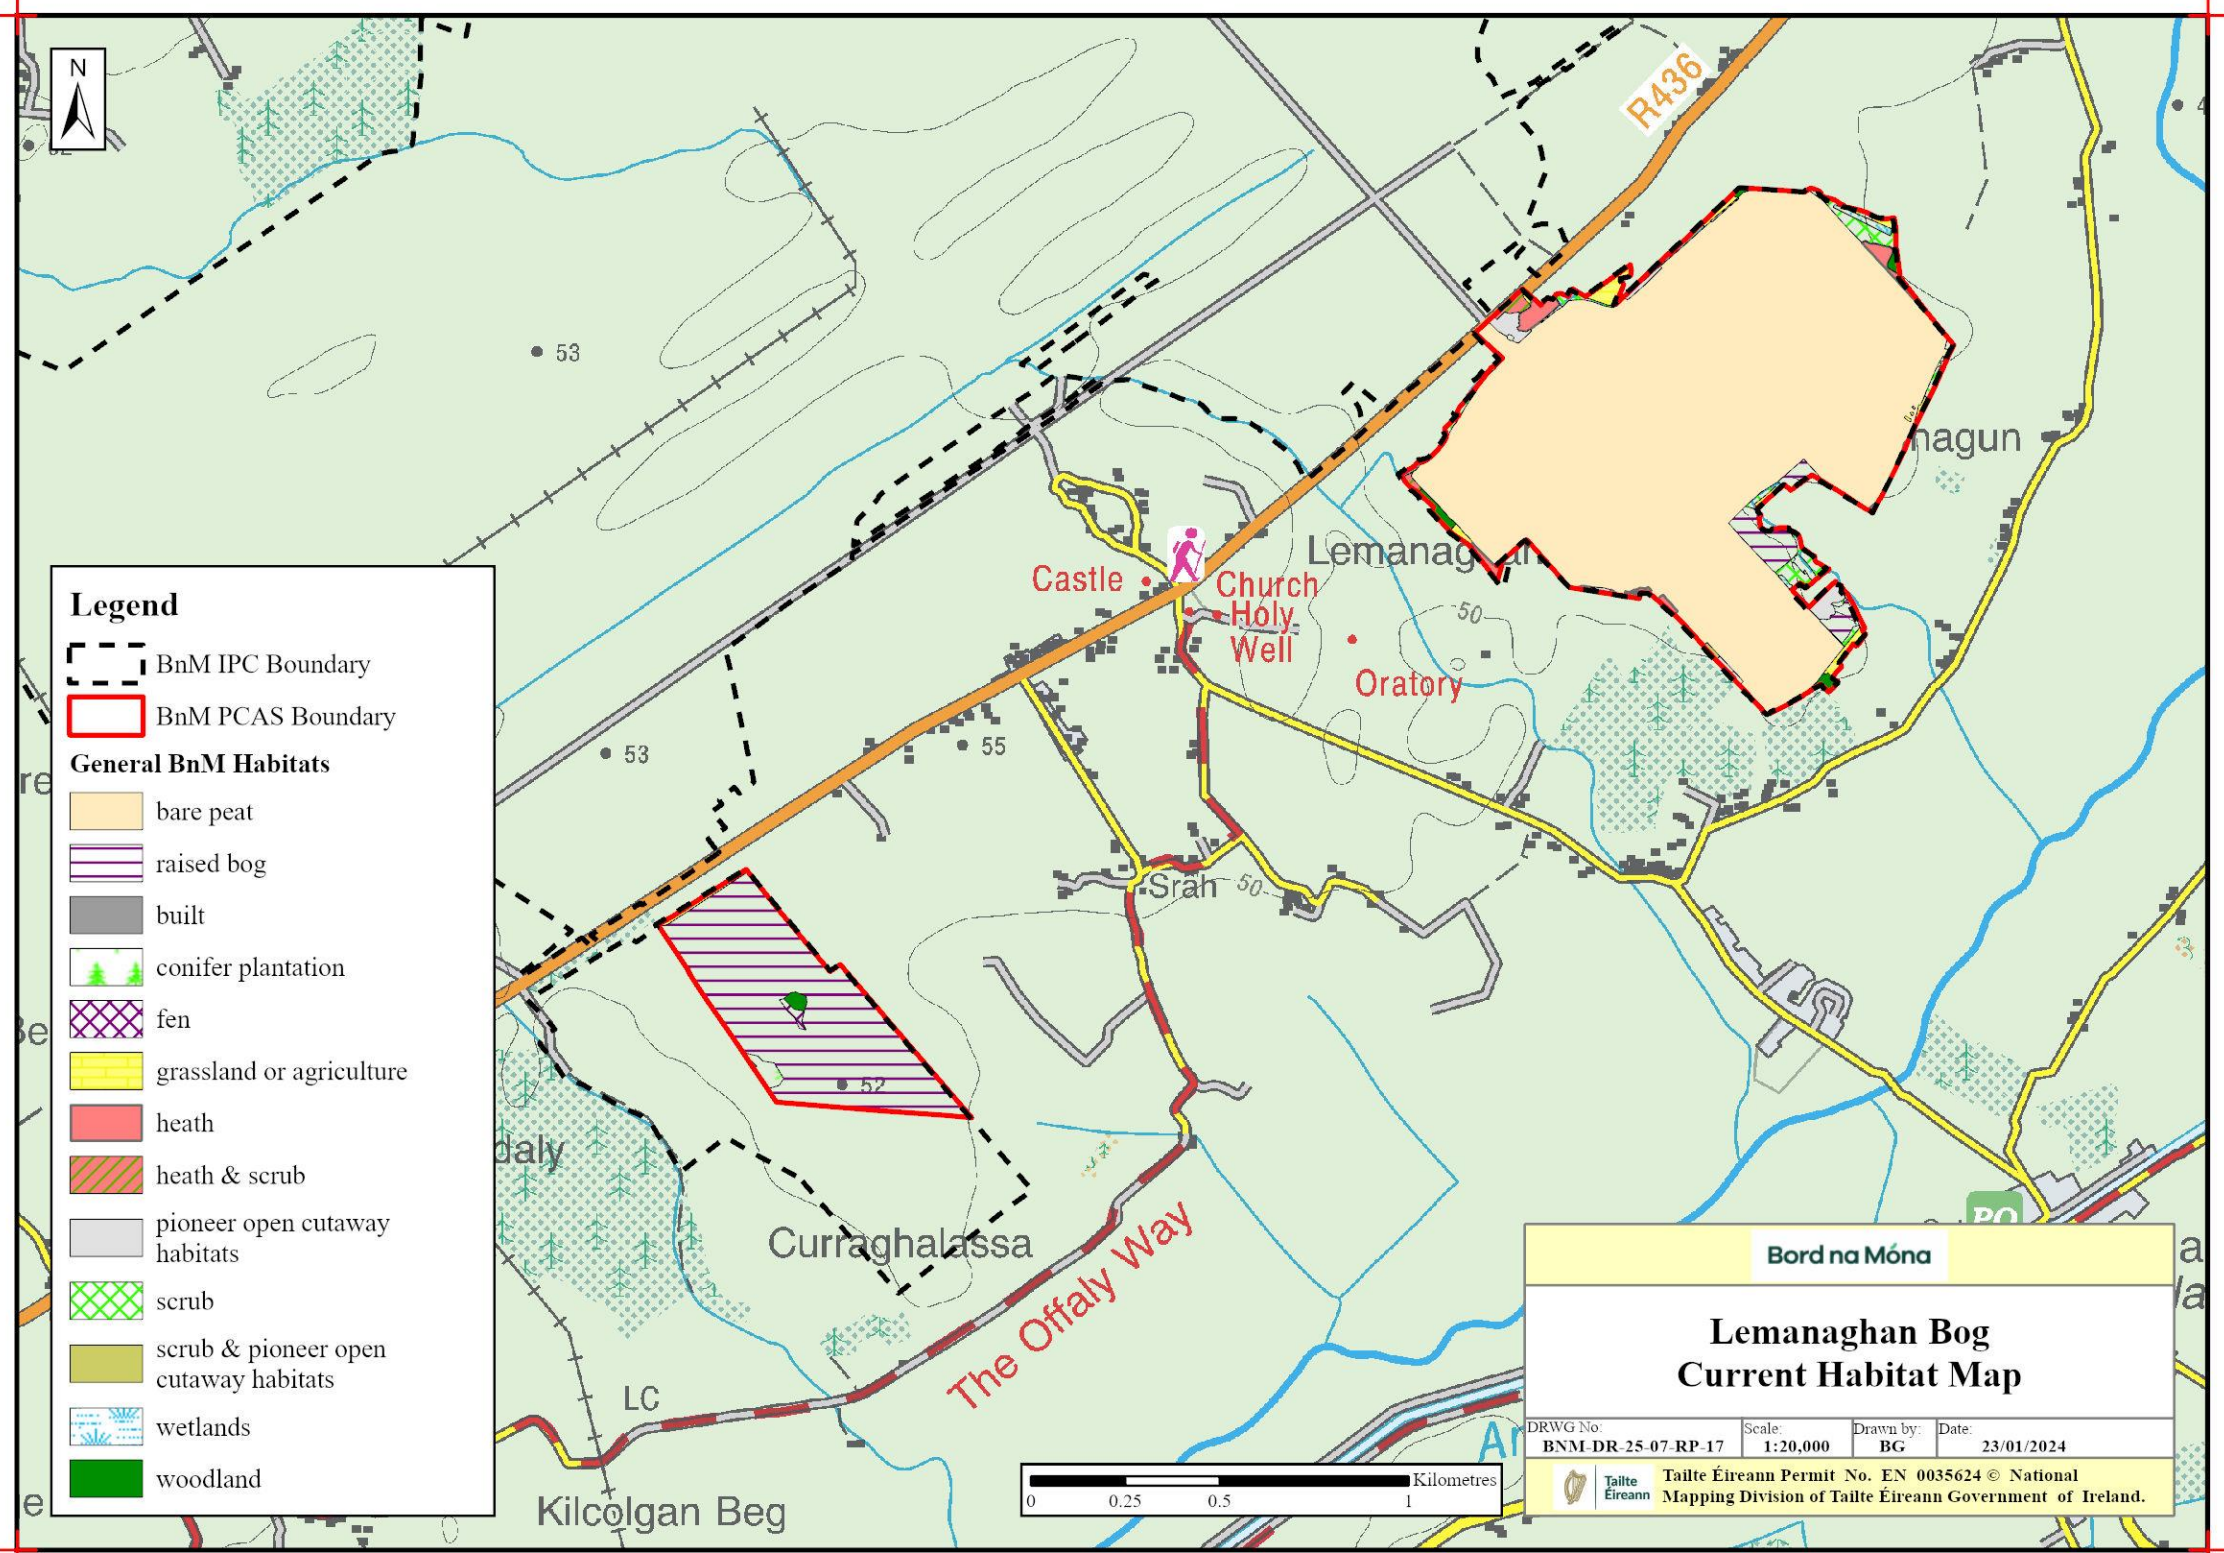 N
R436
53
nagun
Lemanaghan
Castle
Church
Holy
Well
50
Oratory
53
55
Srah
50
52
daly
Curraghalassa
The Offaly Way
LC
Kilcolgan Beg
PO
Legend
BnM IPC Boundary
BnM PCAS Boundary
General BnM Habitats
bare peat
raised bog
built
conifer plantation
fen
grassland or agriculture
heath
heath & scrub
pioneer open cutaway
habitats
scrub
scrub & pioneer open
cutaway habitats
wetlands
woodland
Kilometres
0 0.25 0.5 1
Bord na Móna
Lemanaghan Bog
Current Habitat Map
DRWG No: Scale: Drawn by: Date:
BNM-DR-25-07-RP-17 1:20,000 BG 23/01/2024
Tailte
Éireann
Tailte Éireann Permit No. EN 0035624 © National
Mapping Division of Tailte Éireann Government of Ireland.